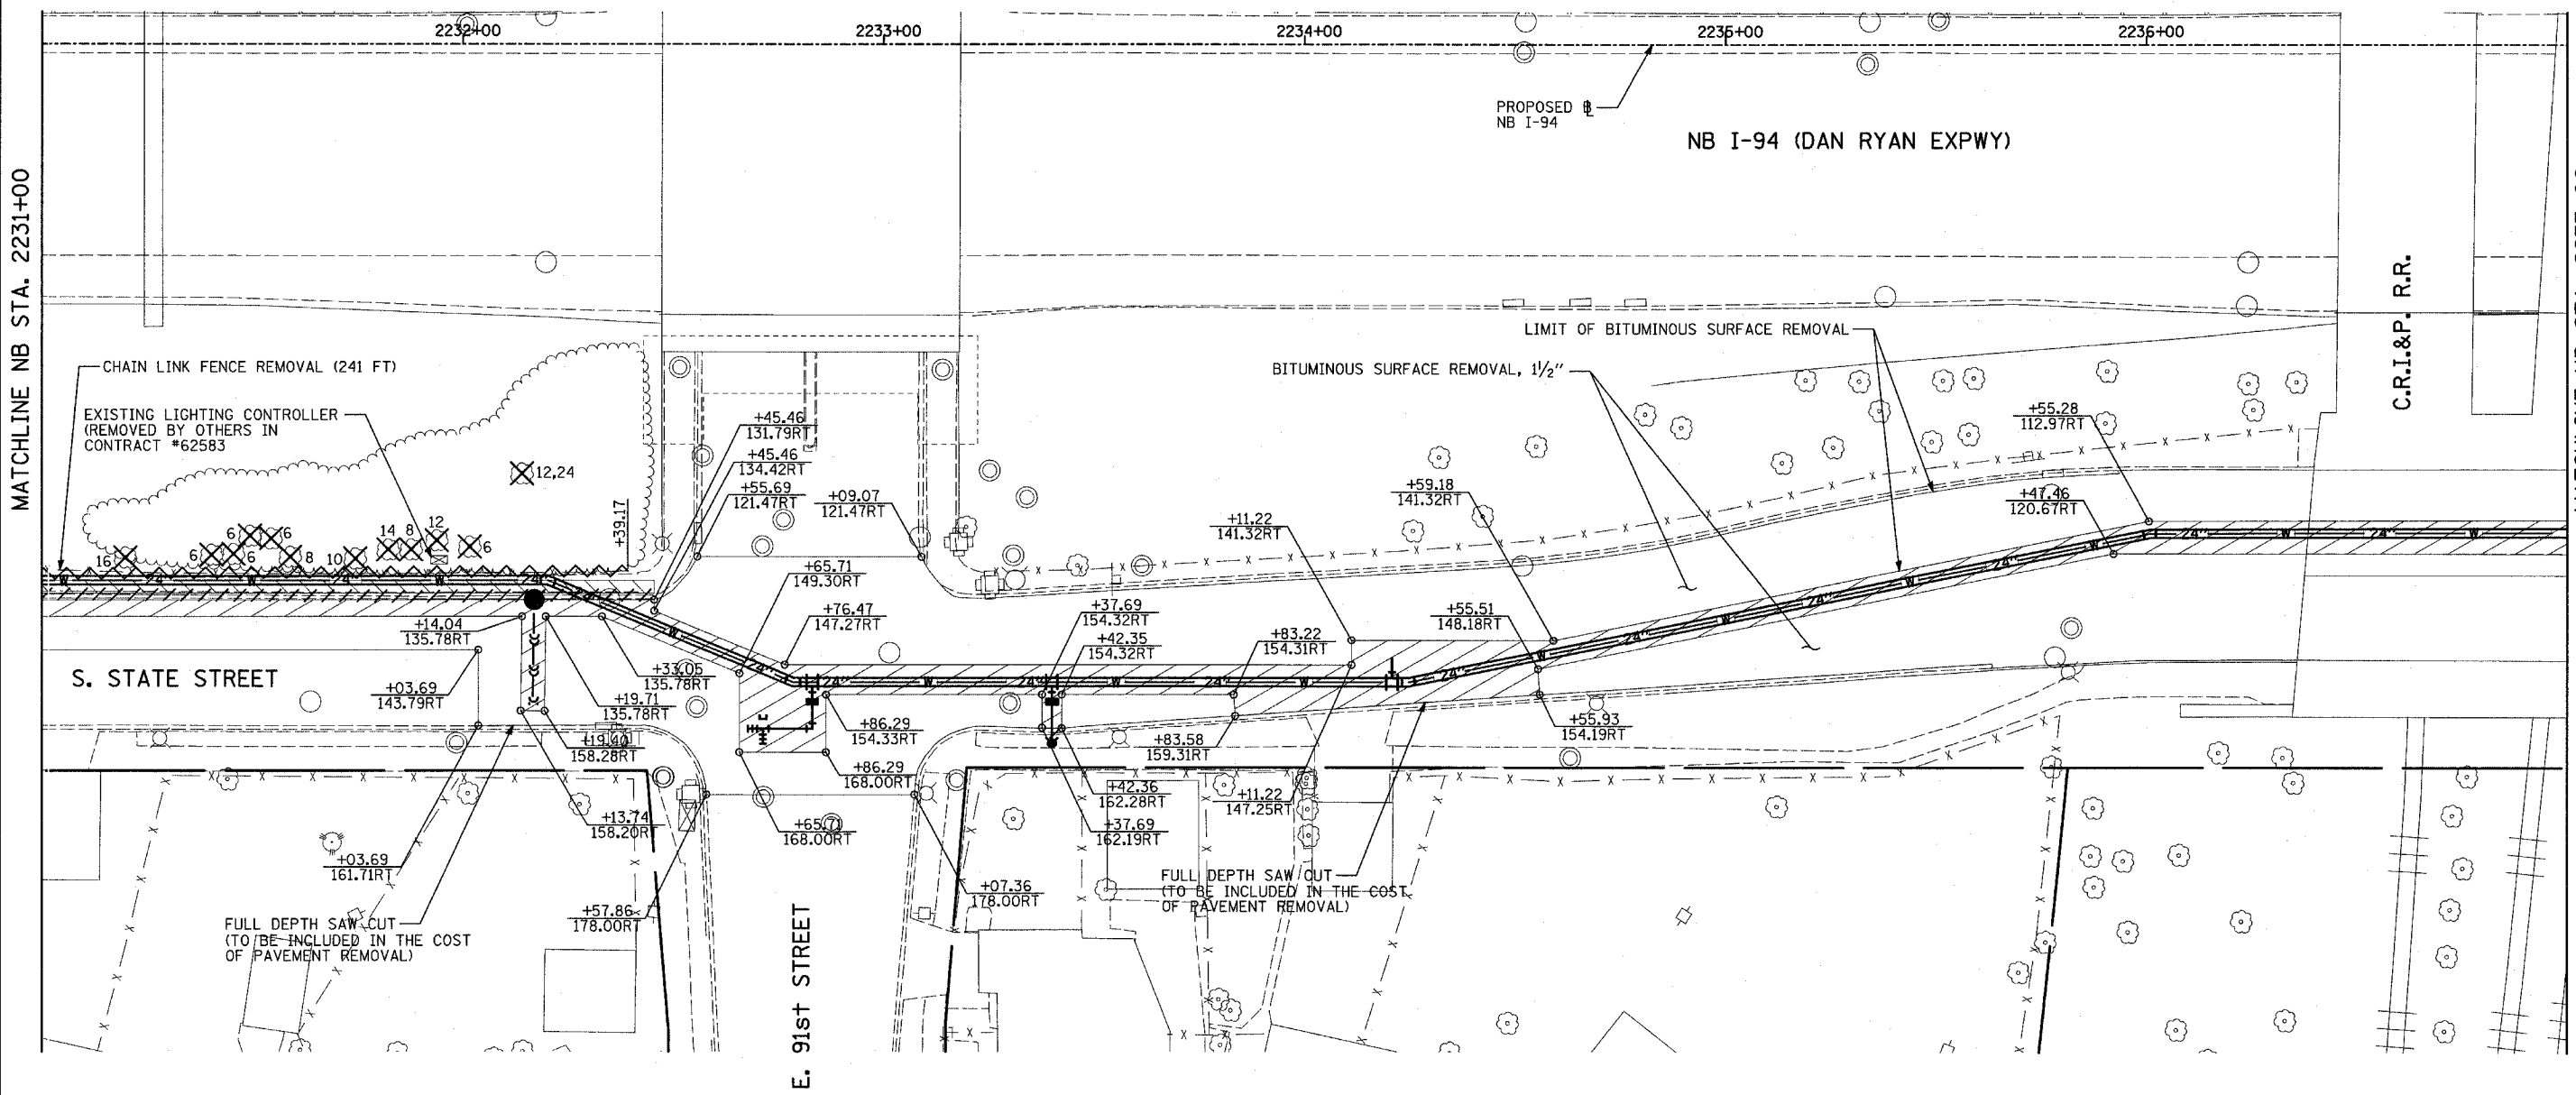 2232+00
2233+00
2234+00
2235+00
2236+00
MATCHLINE NB STA. 2231+00
PROPOSED ℄
NB I-94
NB I-94 (DAN RYAN EXPWY)
C.R.I.&P. R.R.
CHAIN LINK FENCE REMOVAL (241 FT)
EXISTING LIGHTING CONTROLLER
(REMOVED BY OTHERS IN
CONTRACT #62583
LIMIT OF BITUMINOUS SURFACE REMOVAL
BITUMINOUS SURFACE REMOVAL, 1½"
12,24
16
6
6
6
6
8
10
14
8
12
6
+39.17
+45.46
131.79RT
+45.46
134.42RT
+55.69
121.47RT
+09.07
121.47RT
+65.71
149.30RT
+76.47
147.27RT
+11.22
141.32RT
+59.18
141.32RT
+55.28
112.97RT
+47.46
120.67RT
+37.69
154.32RT
+42.35
154.32RT
+83.22
154.31RT
+55.51
148.18RT
+14.04
135.78RT
+33.05
135.78RT
+19.71
135.78RT
S. STATE STREET
+03.69
143.79RT
+19.40
158.28RT
+86.29
154.33RT
+86.29
168.00RT
+83.58
159.31RT
+55.93
154.19RT
+13.74
158.20RT
+65.71
168.00RT
+42.36
162.28RT
+37.69
162.19RT
+11.22
147.25RT
+03.69
161.71RT
+57.86
178.00RT
+07.36
178.00RT
FULL DEPTH SAW CUT
(TO BE INCLUDED IN THE COST
OF PAVEMENT REMOVAL)
FULL DEPTH SAW CUT
(TO BE INCLUDED IN THE COST
OF PAVEMENT REMOVAL)
E. 91st STREET
24" W 24" W 24" W 24" W 24" W 24" W 24" W 24" W 24" W 24" W